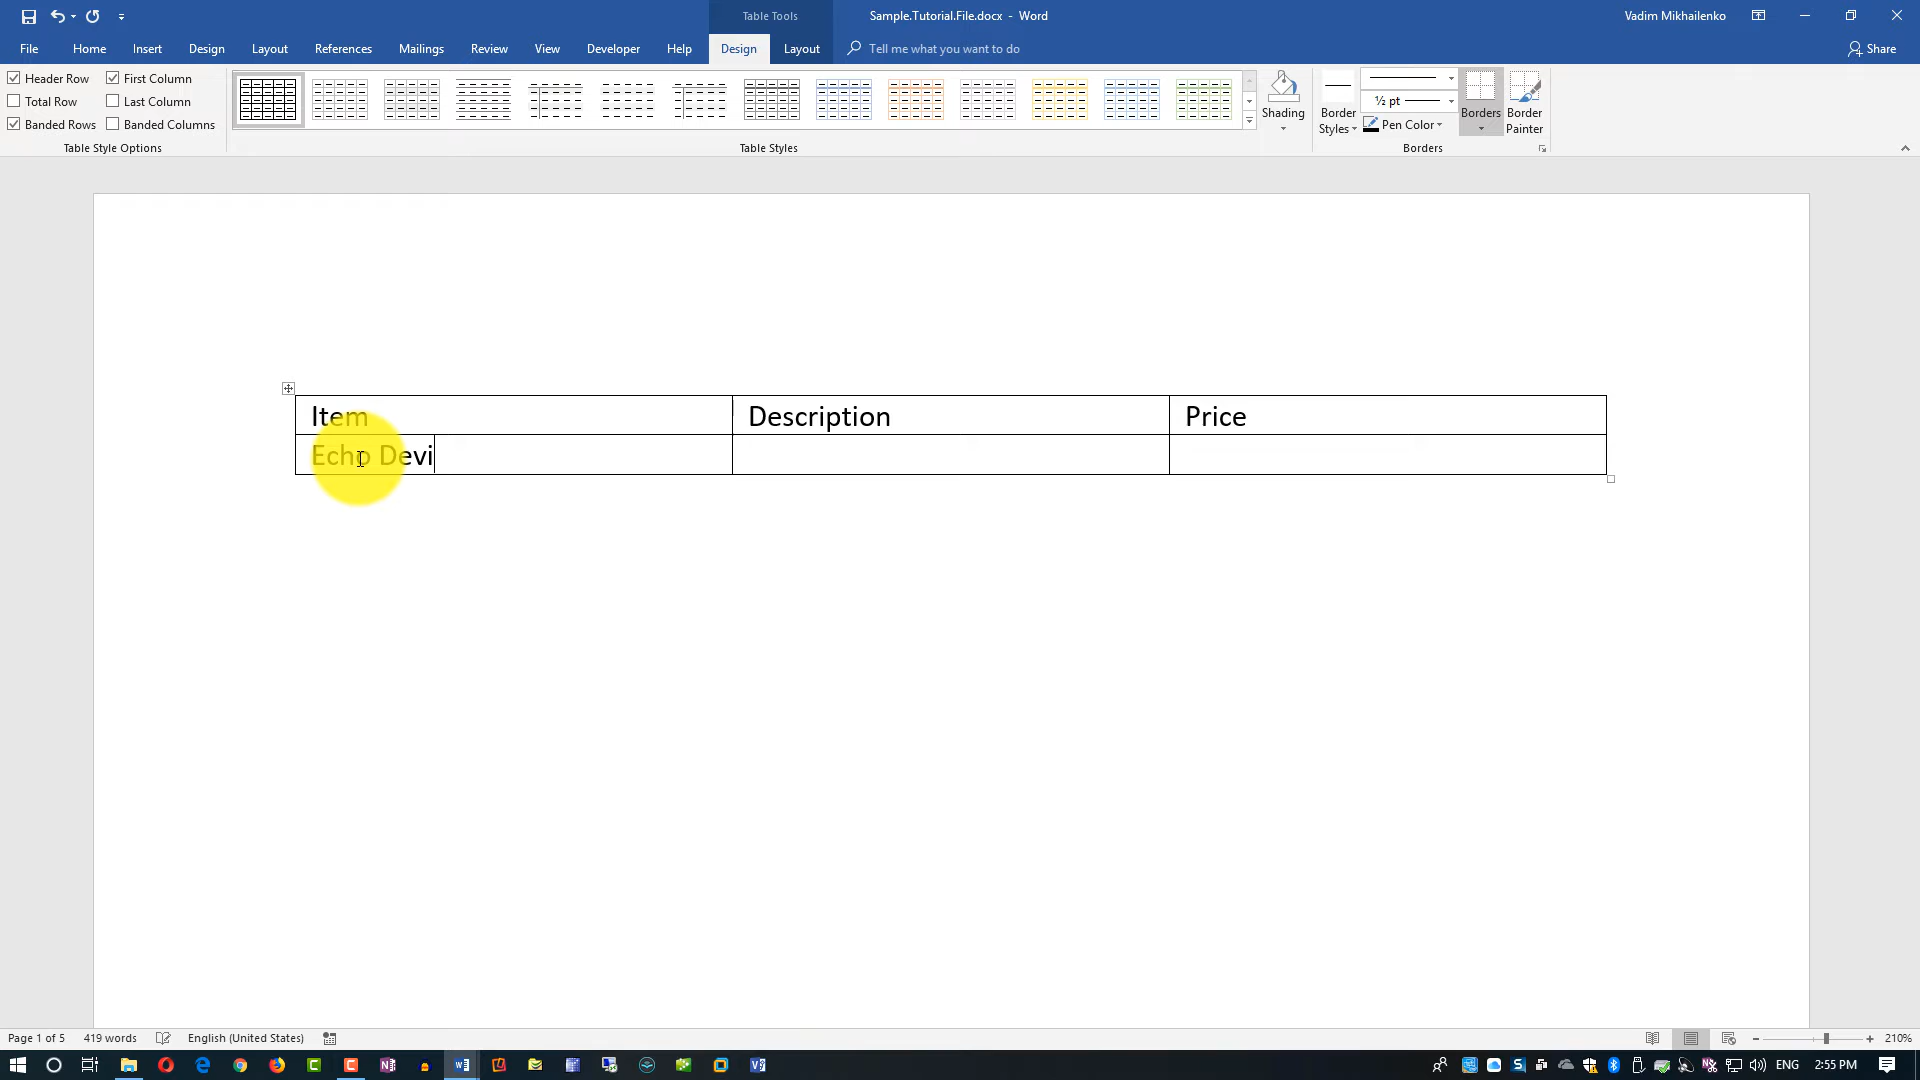 Table Tools
Sample.Tutorial.File.docx - Word
Vadim Mikhailenko
File Home Insert Design Layout References Mailings Review View Developer Help Design Layout Tell me what you want to do Share
Header Row First Column
Total Row Last Column
Banded Rows Banded Columns
Table Style Options
Table Styles
Shading
Border Styles
½ pt
Pen Color
Borders
Border Painter
Borders
Item Description Price
Echo Devi
Page 1 of 5 419 words English (United States) 210%
ENG 2:55 PM